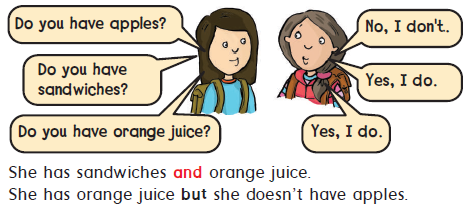 Do you have apples?
No, I don't.
Do you have
sandwiches?
Yes, I do.
Do you have orange juice?
Yes, I do.
She has sandwiches and orange juice.
She has orange juice but she doesn't have apples.